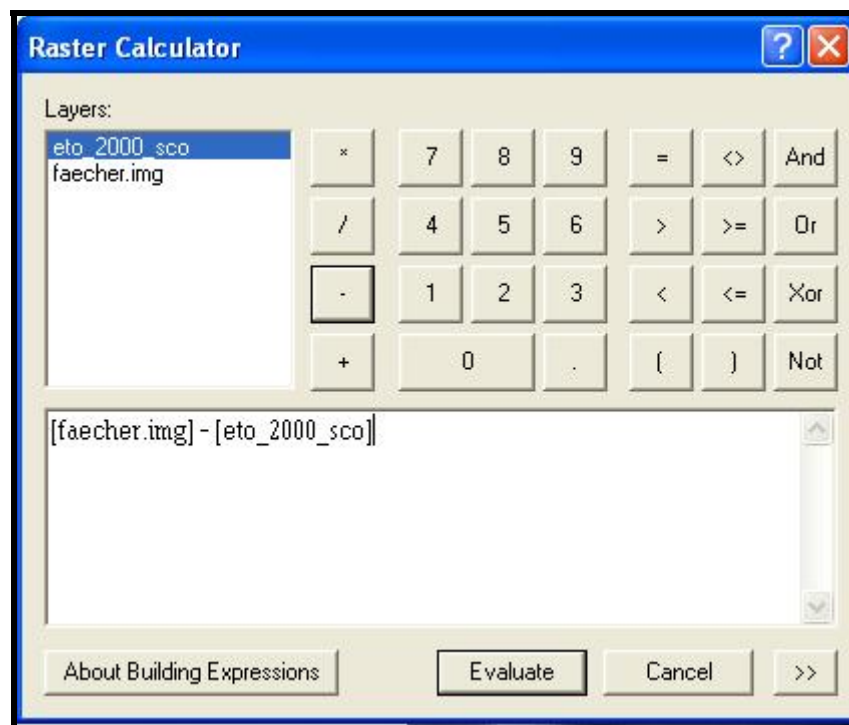 Raster Calculator ? X
Layers:
eto_2000_sco
faecher.img
* 7 8 9 = <> And
/ 4 5 6 > >= Or
- 1 2 3 < <= Xor
+ 0 . ( ) Not
[faecher.img] - [eto_2000_sco]
About Building Expressions Evaluate Cancel >>